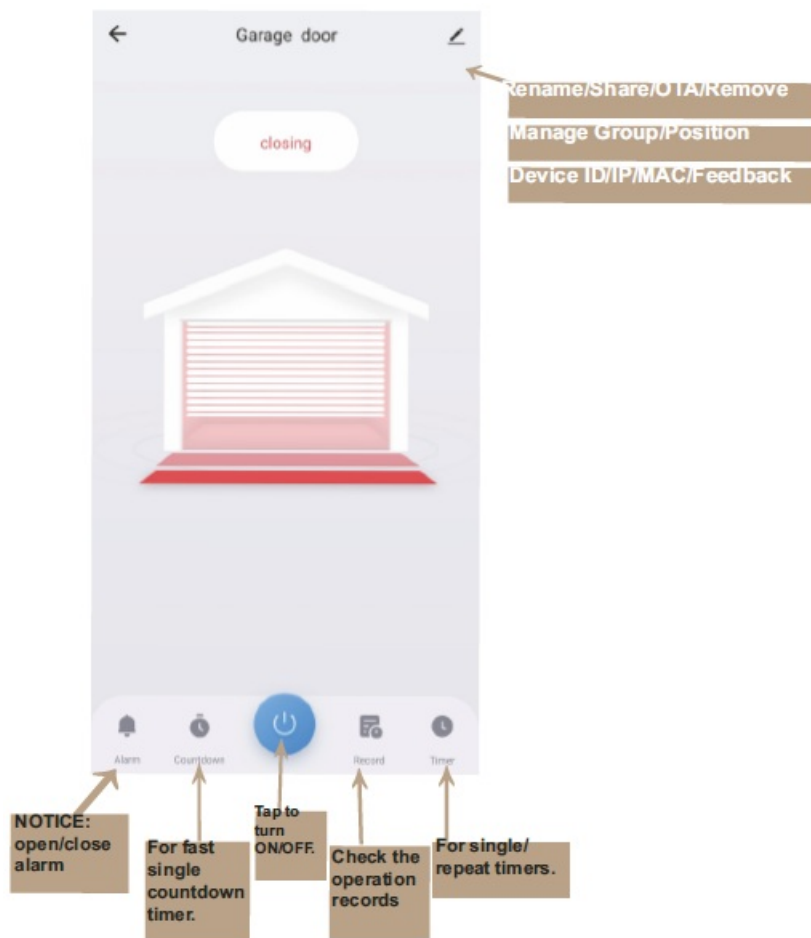 Garage door
Rename/Share/OTA/Remove
Manage Group/Position
Device ID/IP/MAC/Feedback
closing
Alarm
Countdown
Record
Timer
NOTICE:
open/close
alarm
For fast
single
countdown
timer.
Tap to
turn
ON/OFF.
Check the
operation
records
For single/
repeat timers.